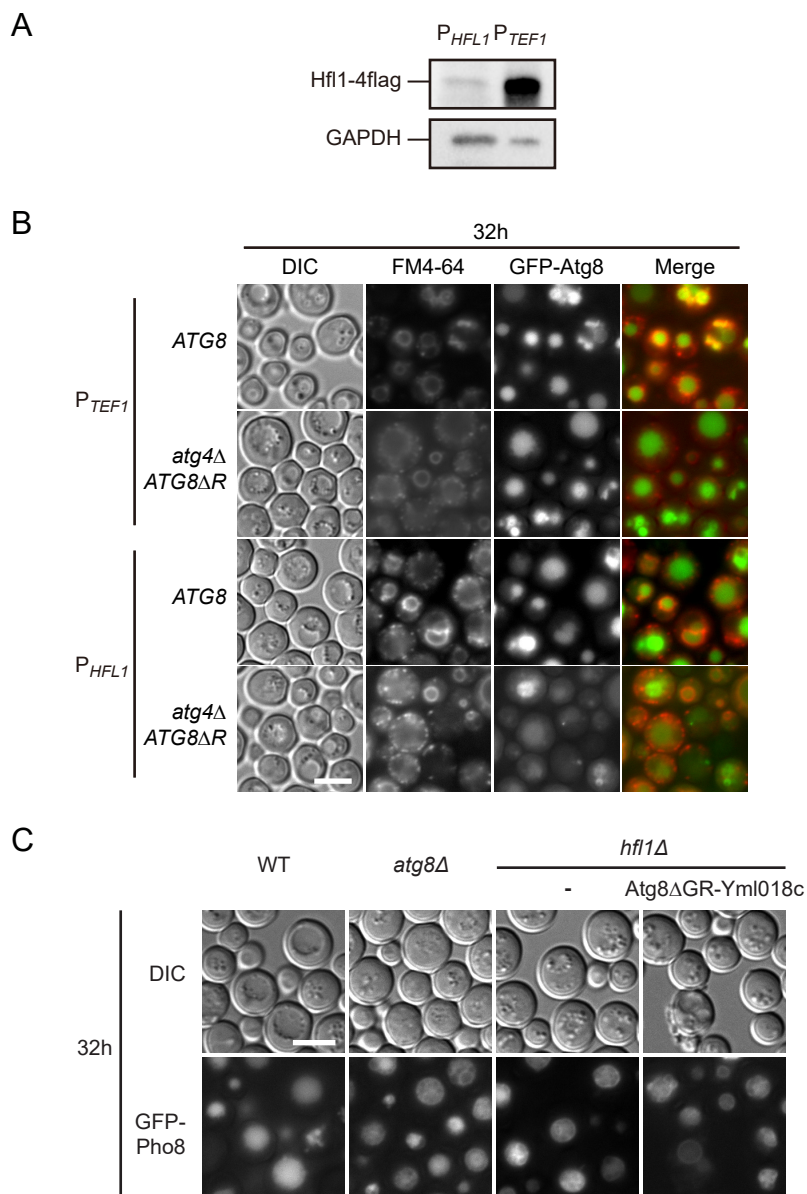 A
PHFL1 PTEF1
Hfl1-4flag
GAPDH
B
32h
DIC FM4-64 GFP-Atg8 Merge
PTEF1
ATG8
atg4Δ
ATG8ΔR
PHFL1
ATG8
atg4Δ
ATG8ΔR
C
WT atg8Δ hfl1Δ
- Atg8ΔGR-Yml018c
32h
DIC
GFP-
Pho8